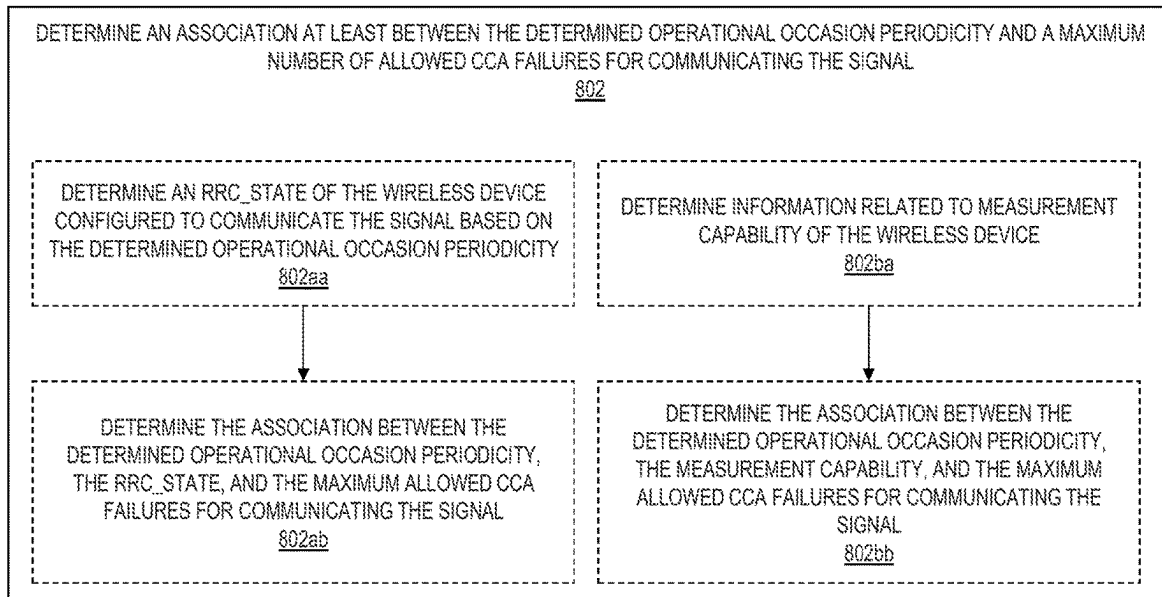 DETERMINE AN ASSOCIATION AT LEAST BETWEEN THE DETERMINED OPERATIONAL OCCASION PERIODICITY AND A MAXIMUM
NUMBER OF ALLOWED CCA FAILURES FOR COMMUNICATING THE SIGNAL
802
DETERMINE AN RRC_STATE OF THE WIRELESS DEVICE
CONFIGURED TO COMMUNICATE THE SIGNAL BASED ON
THE DETERMINED OPERATIONAL OCCASION PERIODICITY
802aa
DETERMINE INFORMATION RELATED TO MEASUREMENT
CAPABILITY OF THE WIRELESS DEVICE
802ba
DETERMINE THE ASSOCIATION BETWEEN THE
DETERMINED OPERATIONAL OCCASION PERIODICITY,
THE RRC_STATE, AND THE MAXIMUM ALLOWED CCA
FAILURES FOR COMMUNICATING THE SIGNAL
802ab
DETERMINE THE ASSOCIATION BETWEEN THE
DETERMINED OPERATIONAL OCCASION PERIODICITY,
THE MEASUREMENT CAPABILITY, AND THE MAXIMUM
ALLOWED CCA FAILURES FOR COMMUNICATING THE
SIGNAL
802bb